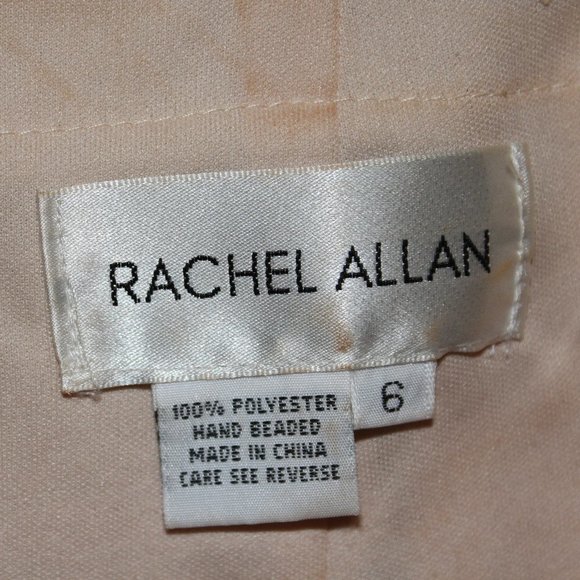 RACHEL ALLAN
6
100% POLYESTER
HAND BEADED
MADE IN CHINA
CARE SEE REVERSE